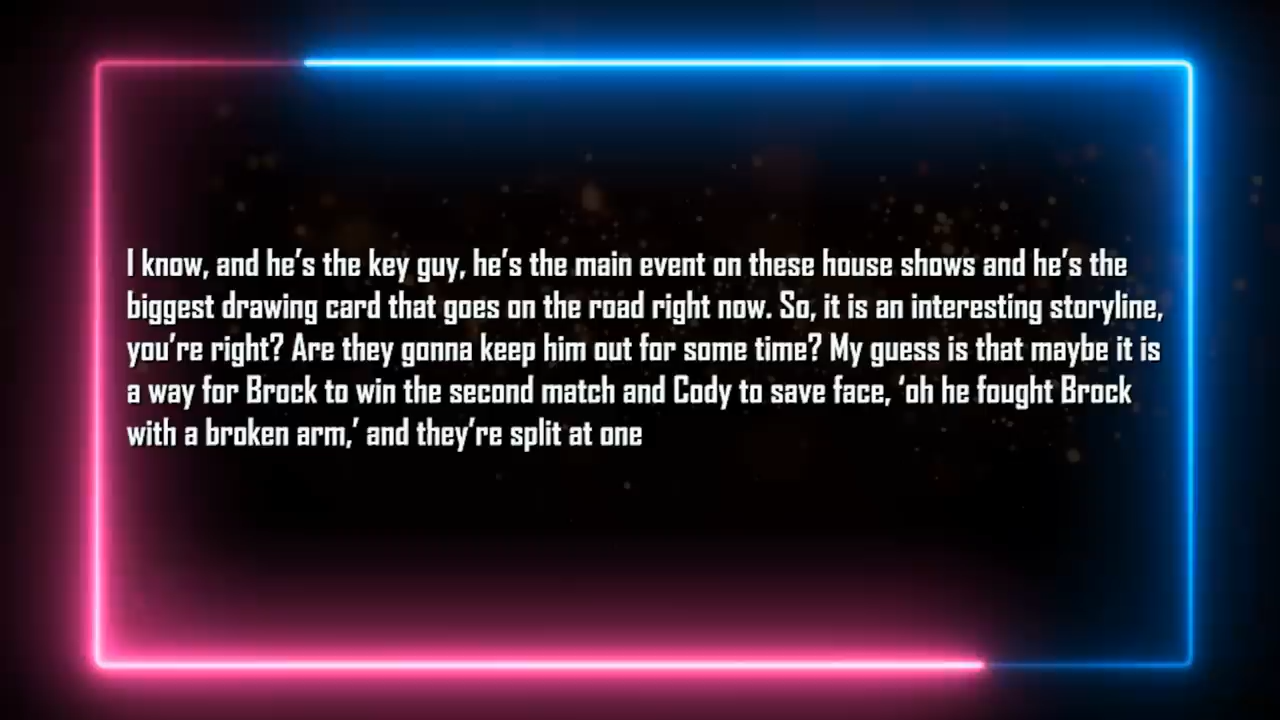 I know, and he’s the key guy, he’s the main event on these house shows and he’s the
biggest drawing card that goes on the road right now. So, it is an interesting storyline,
you’re right? Are they gonna keep him out for some time? My guess is that maybe it is
a way for Brock to win the second match and Cody to save face, ‘oh he fought Brock
with a broken arm,’ and they’re split at one